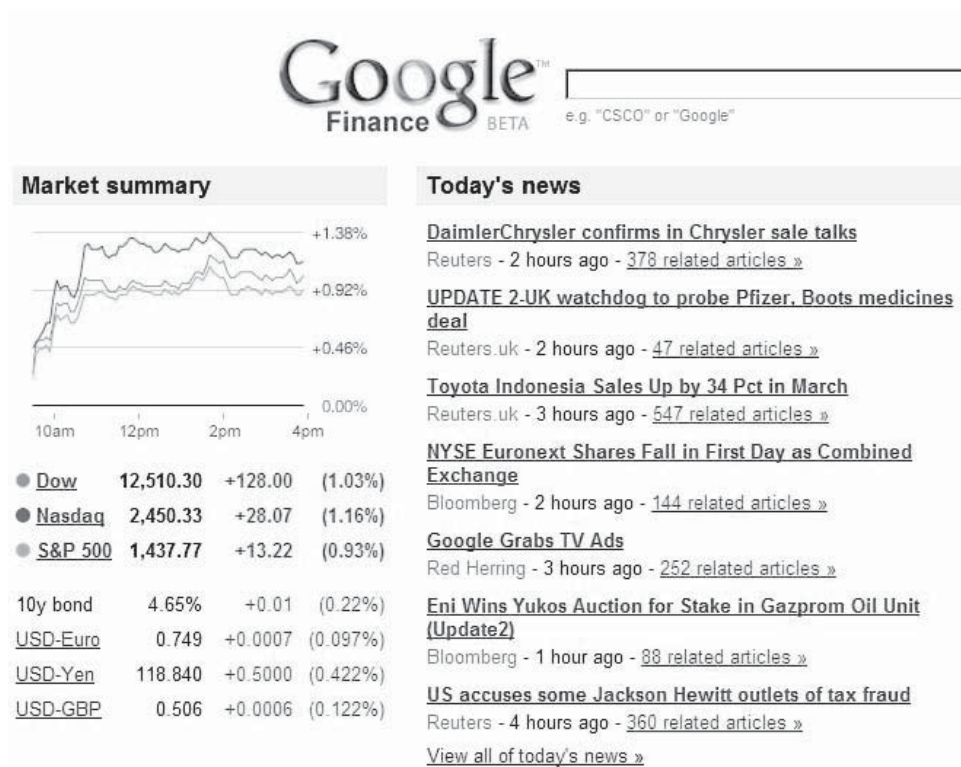 Google™
Finance BETA
e.g. "CSCO" or "Google"
Market summary
+1.38%
+0.92%
+0.46%
0.00%
10am 12pm 2pm 4pm
Dow 12,510.30 +128.00 (1.03%)
Nasdaq 2,450.33 +28.07 (1.16%)
S&P 500 1,437.77 +13.22 (0.93%)
10y bond 4.65% +0.01 (0.22%)
USD-Euro 0.749 +0.0007 (0.097%)
USD-Yen 118.840 +0.5000 (0.422%)
USD-GBP 0.506 +0.0006 (0.122%)
Today's news
DaimlerChrysler confirms in Chrysler sale talks
Reuters - 2 hours ago - 378 related articles »
UPDATE 2-UK watchdog to probe Pfizer, Boots medicines
deal
Reuters.uk - 2 hours ago - 47 related articles »
Toyota Indonesia Sales Up by 34 Pct in March
Reuters.uk - 3 hours ago - 547 related articles »
NYSE Euronext Shares Fall in First Day as Combined
Exchange
Bloomberg - 2 hours ago - 144 related articles »
Google Grabs TV Ads
Red Herring - 3 hours ago - 252 related articles »
Eni Wins Yukos Auction for Stake in Gazprom Oil Unit
(Update2)
Bloomberg - 1 hour ago - 88 related articles »
US accuses some Jackson Hewitt outlets of tax fraud
Reuters - 4 hours ago - 360 related articles »
View all of today's news »